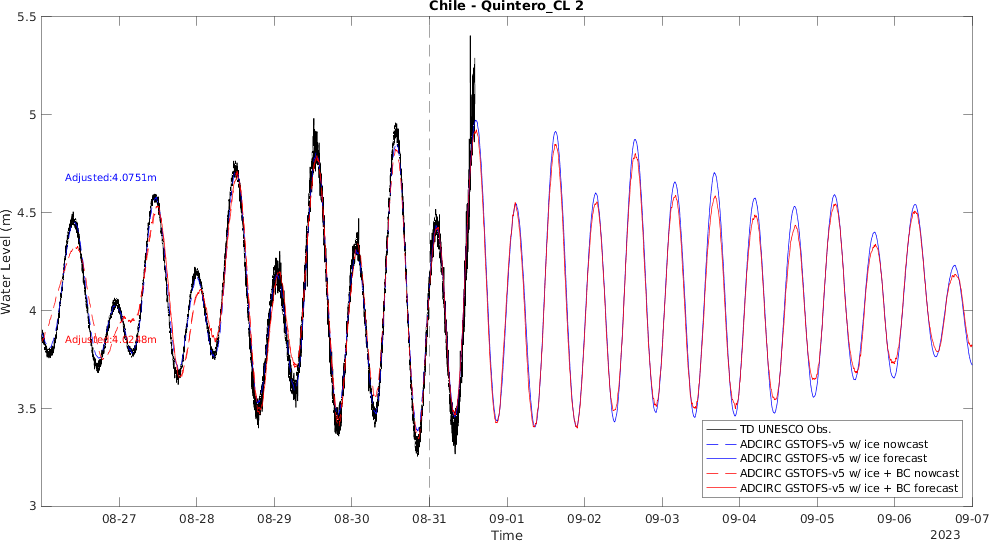 Chile - Quintero_CL 2
5.5
5
4.5
4
3.5
3
Water Level (m)
Adjusted:4.0751m
Adjusted:4.0248m
TD UNESCO Obs.
ADCIRC GSTOFS-v5 w/ ice nowcast
ADCIRC GSTOFS-v5 w/ ice forecast
ADCIRC GSTOFS-v5 w/ ice + BC nowcast
ADCIRC GSTOFS-v5 w/ ice + BC forecast
08-27 08-28 08-29 08-30 08-31 09-01 09-02 09-03 09-04 09-05 09-06 09-07
Time
2023